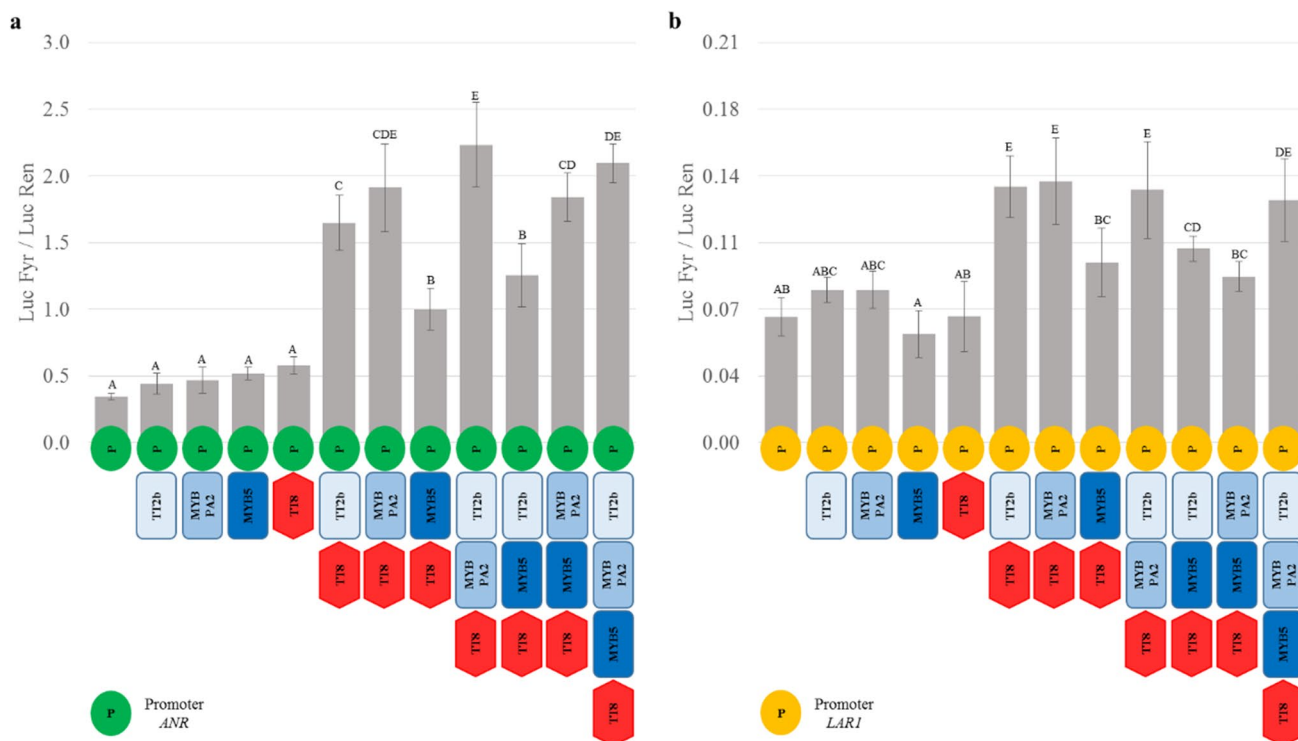 a
3.0
2.5
2.0
1.5
1.0
0.5
0.0
Luc Fyr / Luc Ren
A
A
A
A
A
C
CDE
B
E
B
CD
DE
P P P P P P P P P P P P
TT2b MYB PA2 MYB5 TT8 TT2b MYB PA2 MYB5 TT2b TT2b MYB PA2 TT2b
TT8 TT8 TT8 MYB PA2 MYB5 MYB5 MYB PA2
TT8 TT8 TT8 MYB5
TT8
P Promoter
ANR
b
0.21
0.18
0.14
0.11
0.07
0.04
0.00
Luc Fyr / Luc Ren
AB
ABC
ABC
A
AB
E
E
BC
E
CD
BC
DE
P P P P P P P P P P P P
TT2b MYB PA2 MYB5 TT8 TT2b MYB PA2 MYB5 TT2b TT2b MYB PA2 TT2b
TT8 TT8 TT8 MYB PA2 MYB5 MYB5 MYB PA2
TT8 TT8 TT8 MYB5
TT8
P Promoter
LAR1